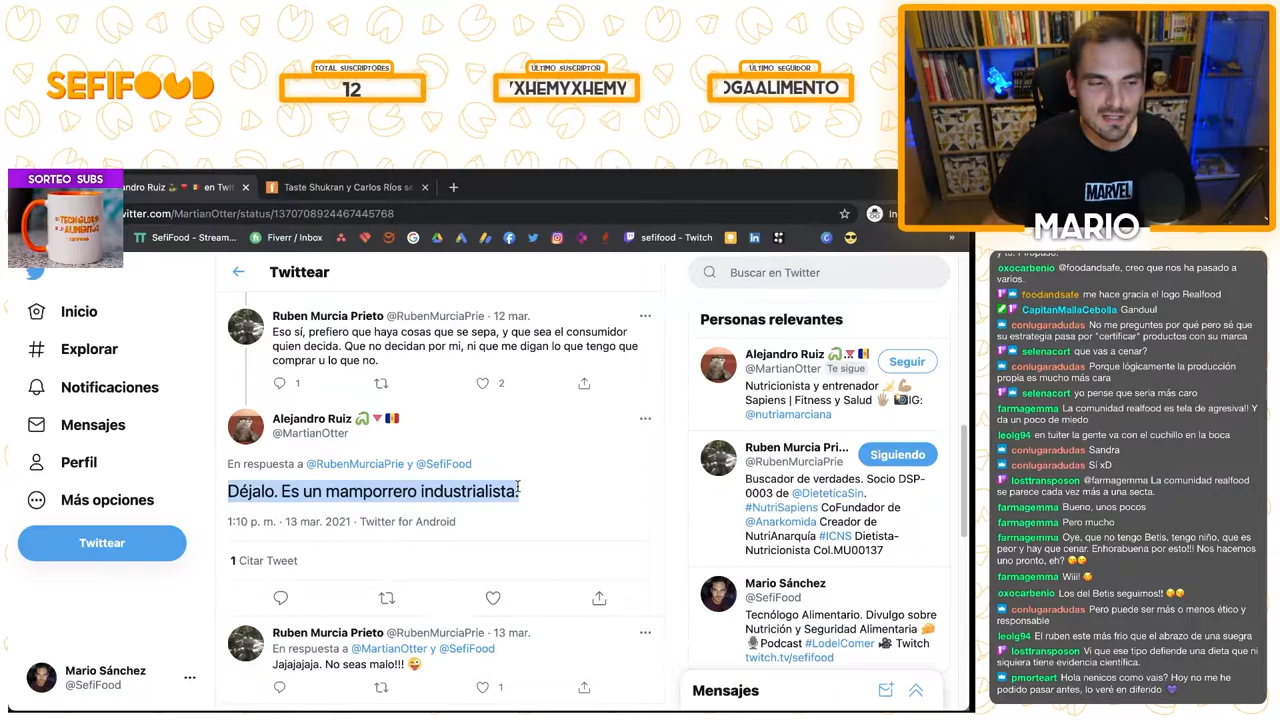 SEFIFOOD
TOTAL SUSCRIPTORES
12
ÚLTIMO SUSCRIPTOR
XHEMYXHEMY
ÚLTIMO SEGUIDOR
OGAALIMENTO
MARVEL
MARIO
SORTEO SUBS
TECNÓLOGO
DE ALIMENTOS
andro Ruiz en Twit
Taste Shukran y Carlos Ríos se
witter.com/MartianOtter/status/1370708924467445768
SefiFood - Stream...
Fiverr / Inbox
sefifood - Twitch
»
Twittear
Buscar en Twitter
Inicio
Explorar
Notificaciones
Mensajes
Perfil
Más opciones
Twittear
Mario Sánchez
@SefiFood
Ruben Murcia Prieto @RubenMurciaPrie · 12 mar.
Eso sí, prefiero que haya cosas que se sepa, y que sea el consumidor
quien decida. Que no decidan por mi, ni que me digan lo que tengo que
comprar u lo que no.
1
2
Alejandro Ruiz
@MartianOtter
En respuesta a @RubenMurciaPrie y @SefiFood
Déjalo. Es un mamporrero industrialista.
1:10 p. m. · 13 mar. 2021 · Twitter for Android
1 Citar Tweet
Ruben Murcia Prieto @RubenMurciaPrie · 13 mar.
En respuesta a @MartianOtter y @SefiFood
Jajajajaja. No seas malo!!!
1
Personas relevantes
Alejandro Ruiz
@MartianOtter Te sigue
Seguir
Nutricionista y entrenador
Sapiens | Fitness y Salud IG:
@nutriamarciana
Ruben Murcia Pri...
@RubenMurciaPrie
Siguiendo
Buscador de verdades. Socio DSP-
0003 de @DieteticaSin.
#NutriSapiens CoFundador de
@Anarkomida Creador de
NutriAnarquía #ICNS Dietista-
Nutricionista Col.MU00137
Mario Sánchez
@SefiFood
Tecnólogo Alimentario. Divulgo sobre
Nutrición y Seguridad Alimentaria
Podcast #LodelComer Twitch
twitch.tv/sefifood
Mensajes
oxocarbenio @foodandsafe, creo que nos ha pasado a
varios.
foodandsafe me hace gracia el logo Realfood
CapitanMallaCebolla Ganduul
conlugaradudas No me preguntes por qué pero sé que
su estrategia pasa por "certificar" productos con su marca
selenacort que vas a cenar?
conlugaradudas Porque lógicamente la producción
propia es mucho más cara
selenacort yo pense que seria más caro
farmagemma La comunidad realfood es tela de agresiva!! Y
da un poco de miedo
leolg94 en tuiter la gente va con el cuchillo en la boca
conlugaradudas Sandra
conlugaradudas Sí xD
losttransposon @farmagemma La comunidad realfood
se parece cada vez más a una secta.
farmagemma Bueno, unos pocos
farmagemma Pero mucho
farmagemma Oye, que no tengo Betis, tengo niño, que es
peor y hay que cenar. Enhorabuena por esto!!! Nos hacemos
uno pronto, eh?
farmagemma Wiii!
oxocarbenio Los del Betis seguimos!!
conlugaradudas Pero puede ser más o menos ético y
responsable
leolg94 El ruben este más frio que el abrazo de una suegra
losttransposon Vi que ese tipo defiende una dieta que ni
siquiera tiene evidencia científica.
pmorteart Hola nenicos como vais? Hoy no me he
podido pasar antes, lo veré en diferido